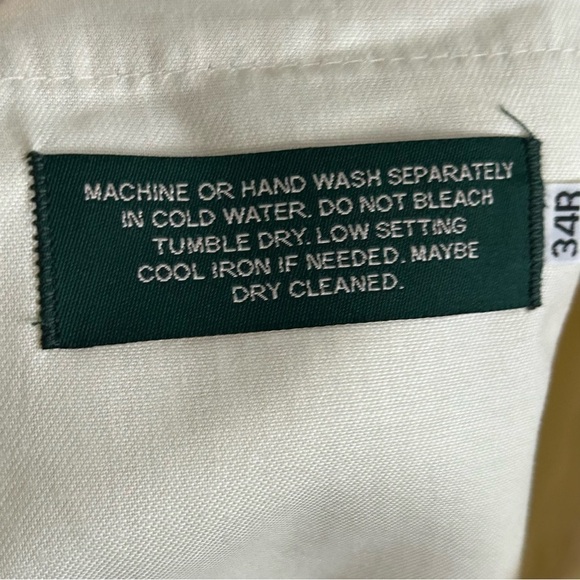 MACHINE OR HAND WASH SEPARATELY
IN COLD WATER. DO NOT BLEACH
TUMBLE DRY. LOW SETTING
COOL IRON IF NEEDED. MAYBE
DRY CLEANED.
34R